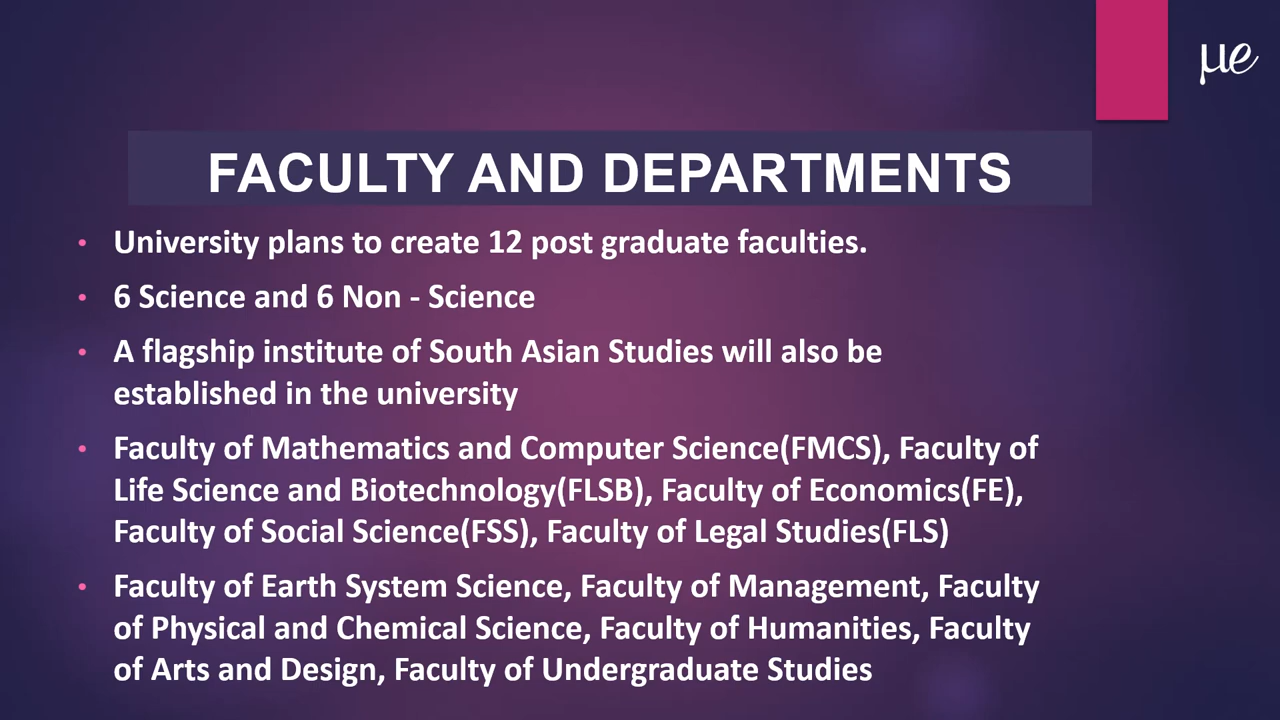 μe
FACULTY AND DEPARTMENTS
• University plans to create 12 post graduate faculties.
• 6 Science and 6 Non - Science
• A flagship institute of South Asian Studies will also be
established in the university
• Faculty of Mathematics and Computer Science(FMCS), Faculty of
Life Science and Biotechnology(FLSB), Faculty of Economics(FE),
Faculty of Social Science(FSS), Faculty of Legal Studies(FLS)
• Faculty of Earth System Science, Faculty of Management, Faculty
of Physical and Chemical Science, Faculty of Humanities, Faculty
of Arts and Design, Faculty of Undergraduate Studies